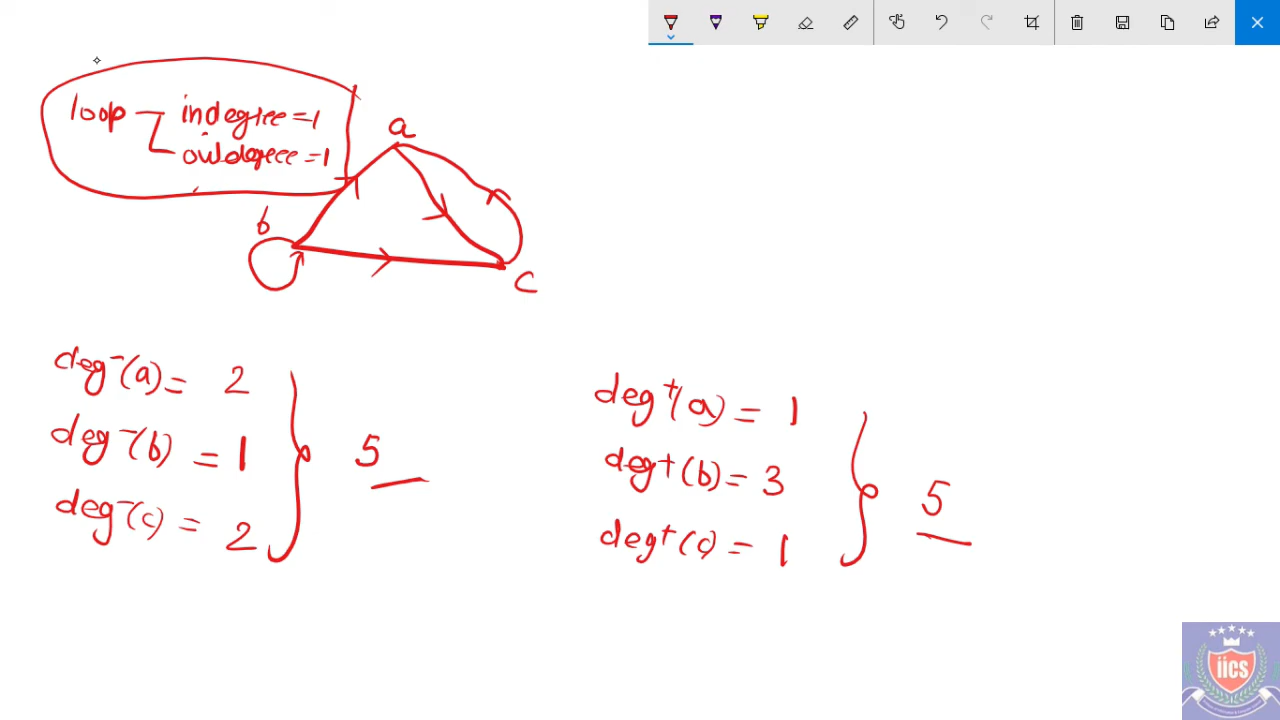 loop indegree = 1
outdegree = 1
a
b
c
deg⁻(a) = 2
deg⁻(b) = 1
deg⁻(c) = 2
5
deg⁺(a) = 1
deg⁺(b) = 3
deg⁺(c) = 1
5
iics